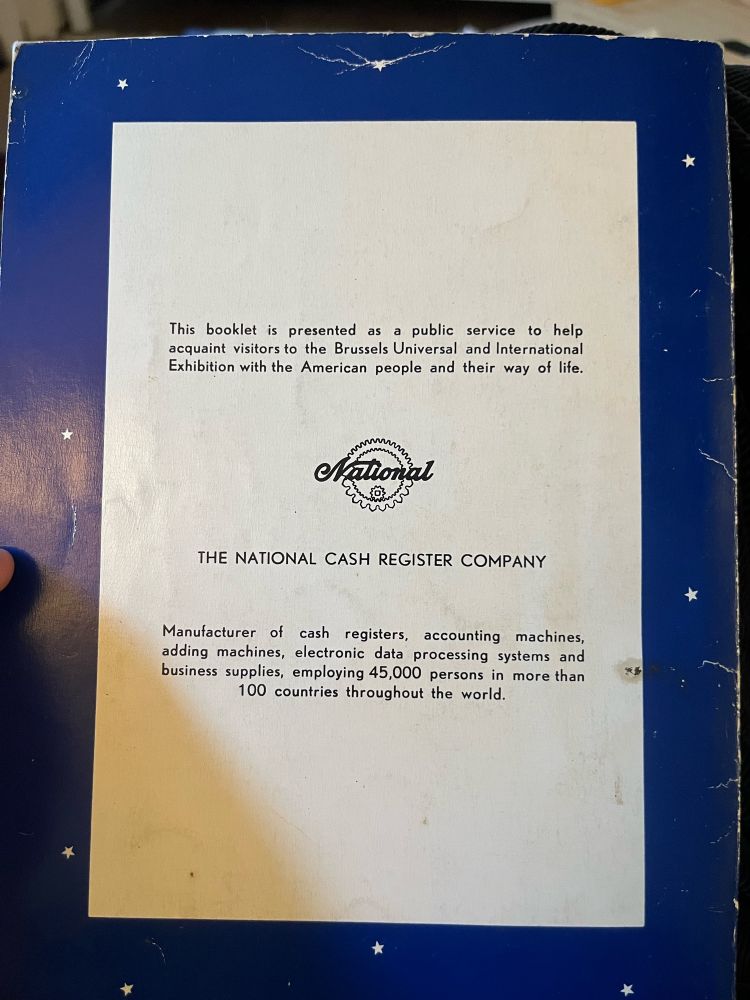 This booklet is presented as a public service to help
acquaint visitors to the Brussels Universal and International
Exhibition with the American people and their way of life.
National
THE NATIONAL CASH REGISTER COMPANY
Manufacturer of cash registers, accounting machines,
adding machines, electronic data processing systems and
business supplies, employing 45,000 persons in more than
100 countries throughout the world.